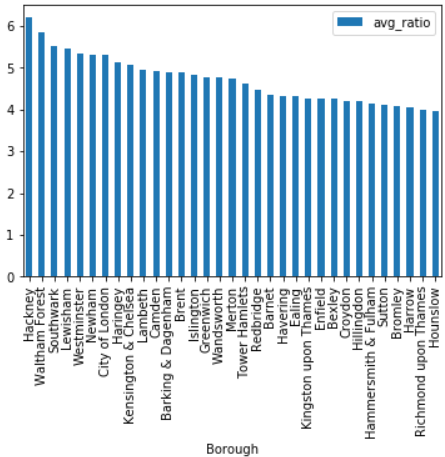 avg_ratio
6
5
4
3
2
1
0
Hackney
Waltham Forest
Southwark
Lewisham
Westminster
Newham
City of London
Haringey
Kensington & Chelsea
Lambeth
Camden
Barking & Dagenham
Brent
Islington
Greenwich
Wandsworth
Merton
Tower Hamlets
Redbridge
Barnet
Havering
Ealing
Kingston upon Thames
Enfield
Bexley
Croydon
Hillingdon
Hammersmith & Fulham
Sutton
Bromley
Harrow
Richmond upon Thames
Hounslow
Borough